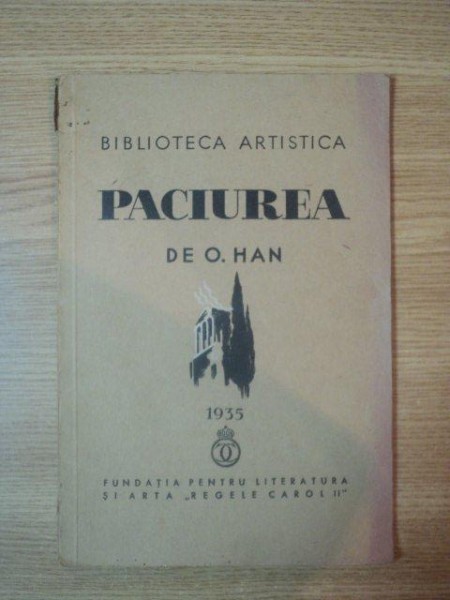 BIBLIOTECA ARTISTICA
PACIUREA
DE O. HAN
1935
FUNDAȚIA PENTRU LITERATURA
ȘI ARTA „REGELE CAROL II"